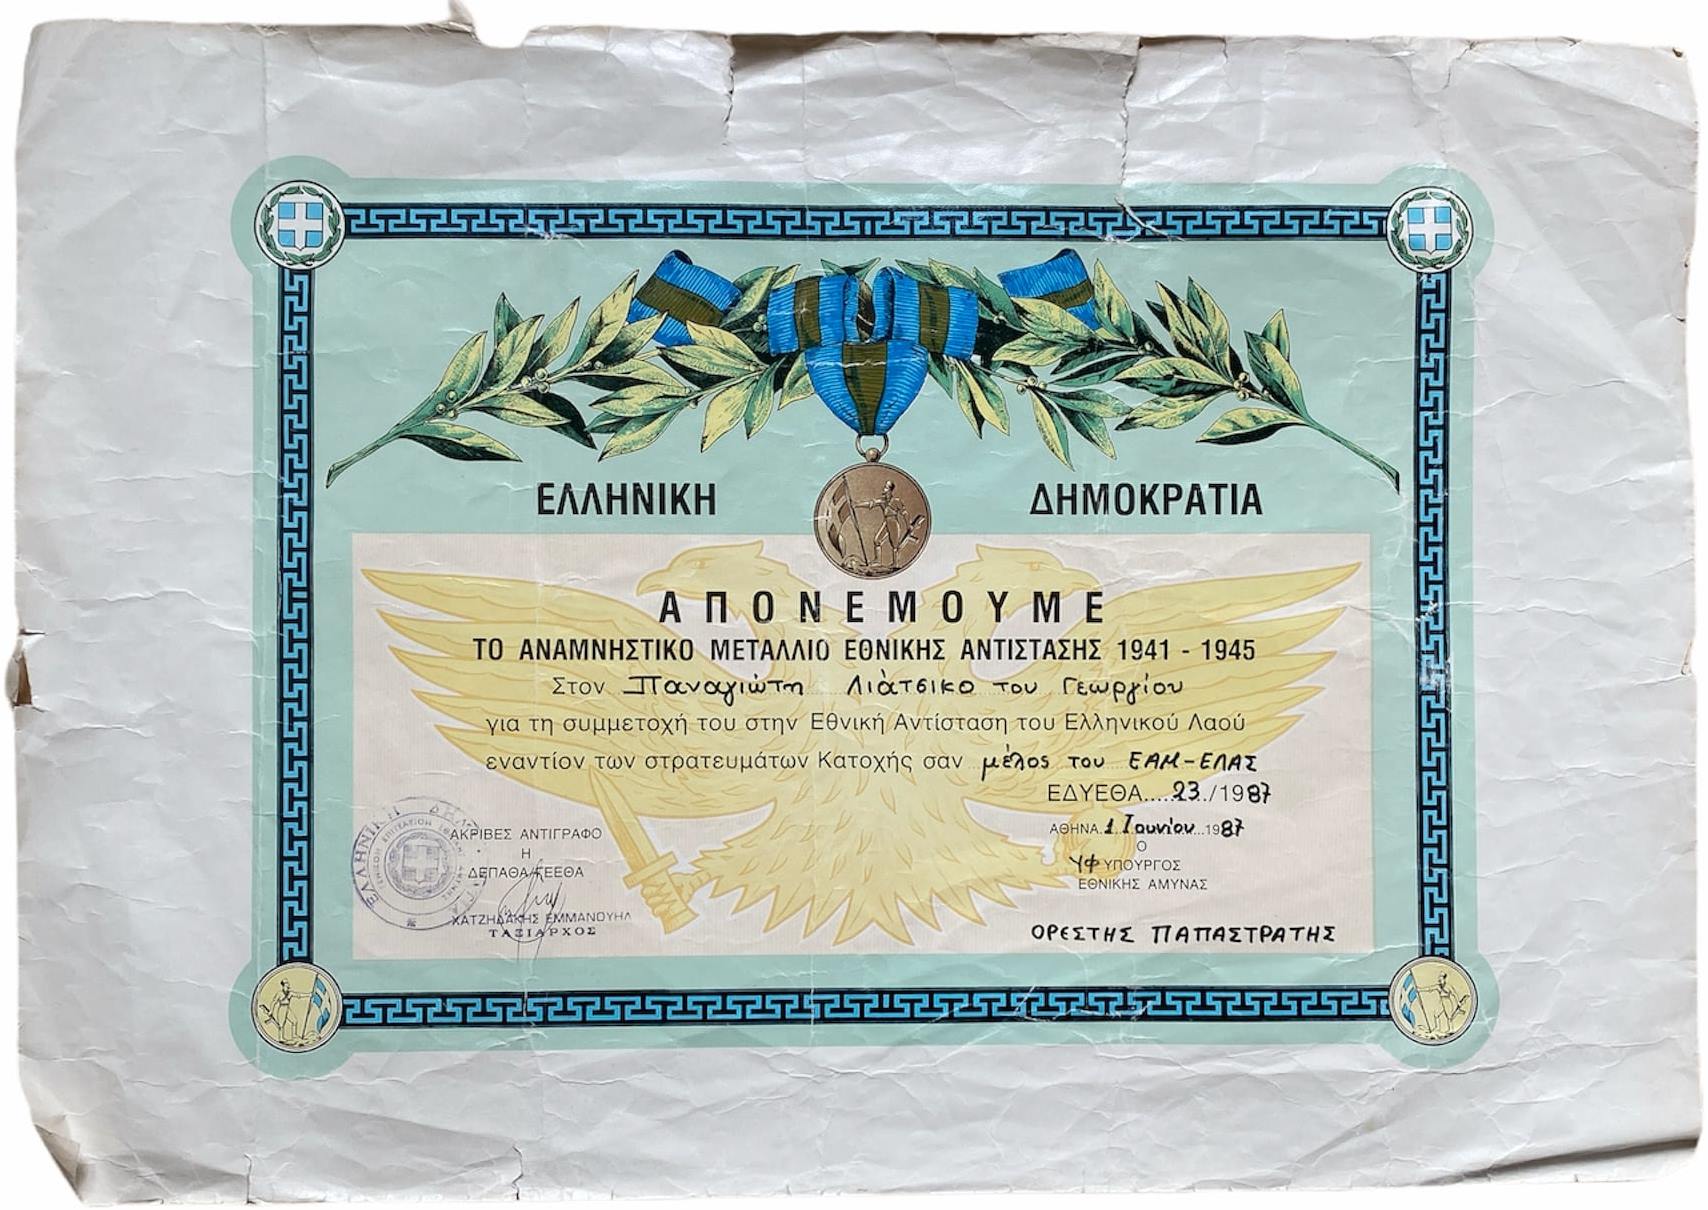 ΕΛΛΗΝΙΚΗ ΔΗΜΟΚΡΑΤΙΑ
ΑΠΟΝΕΜΟΥΜΕ
ΤΟ ΑΝΑΜΝΗΣΤΙΚΟ ΜΕΤΑΛΛΙΟ ΕΘΝΙΚΗΣ ΑΝΤΙΣΤΑΣΗΣ 1941 - 1945
Στον Παναγιώτη Λιάτσικο του Γεωργίου
για τη συμμετοχή του στην Εθνική Αντίσταση του Ελληνικού Λαού
εναντίον των στρατευμάτων Κατοχής σαν μέλος του ΕΑΜ-ΕΛΑΣ
ΕΔΥΕΘΑ.....23../1987
ΑΘΗΝΑ.1.Ιουνίου..1987
Ο
ΥΦΥΠΟΥΡΓΟΣ
ΕΘΝΙΚΗΣ ΑΜΥΝΑΣ
ΟΡΕΣΤΗΣ ΠΑΠΑΣΤΡΑΤΗΣ
ΑΚΡΙΒΕΣ ΑΝΤΙΓΡΑΦΟ
Η
ΔΕΠΑΘΑ/ΓΕΕΘΑ
ΧΑΤΖΗΔΑΚΗΣ ΕΜΜΑΝΟΥΗΛ
ΤΑΞΙΑΡΧΟΣ
ΕΛΛΗΝΙΚΗ